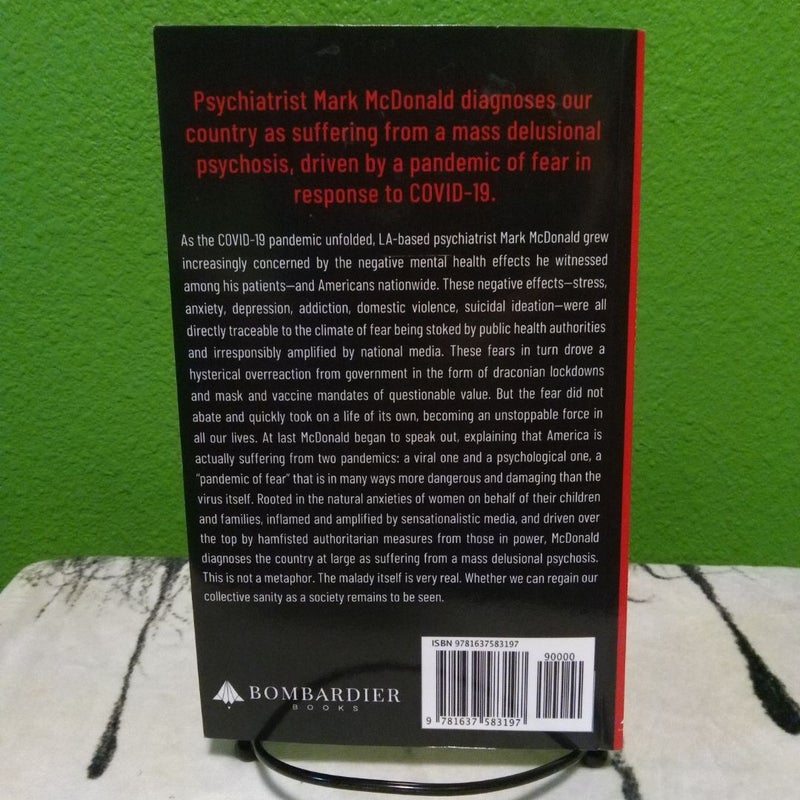 Psychiatrist Mark McDonald diagnoses our
country as suffering from a mass delusional
psychosis, driven by a pandemic of fear in
response to COVID-19.
As the COVID-19 pandemic unfolded, LA-based psychiatrist Mark McDonald grew
increasingly concerned by the negative mental health effects he witnessed
among his patients—and Americans nationwide. These negative effects—stress,
anxiety, depression, addiction, domestic violence, suicidal ideation—were all
directly traceable to the climate of fear being stoked by public health authorities
and irresponsibly amplified by national media. These fears in turn drove a
hysterical overreaction from government in the form of draconian lockdowns
and mask and vaccine mandates of questionable value. But the fear did not
abate and quickly took on a life of its own, becoming an unstoppable force in
all our lives. At last McDonald began to speak out, explaining that America is
actually suffering from two pandemics: a viral one and a psychological one, a
“pandemic of fear” that is in many ways more dangerous and damaging than the
virus itself. Rooted in the natural anxieties of women on behalf of their children
and families, inflamed and amplified by sensationalistic media, and driven over
the top by hamfisted authoritarian measures from those in power, McDonald
diagnoses the country at large as suffering from a mass delusional psychosis.
This is not a metaphor. The malady itself is very real. Whether we can regain our
collective sanity as a society remains to be seen.
ISBN 9781637583197
90000
9 781637 583197
BOMBARDIER
BOOKS